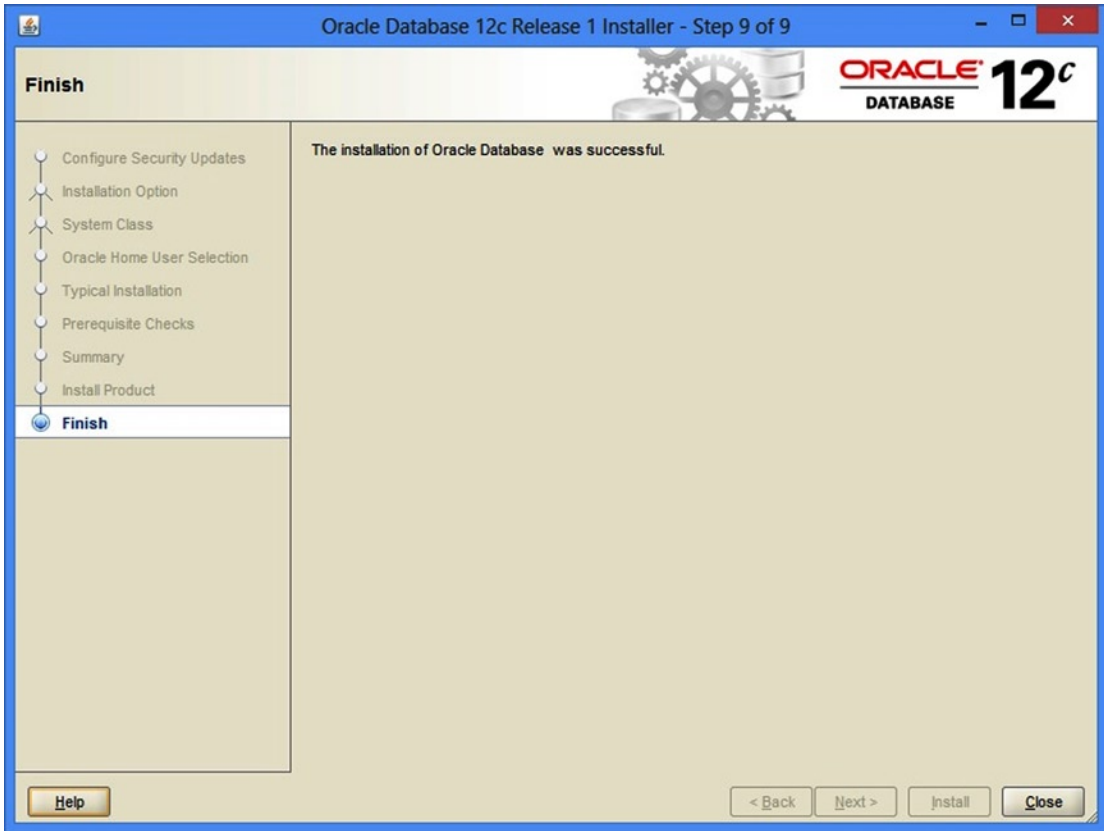 Oracle Database 12c Release 1 Installer - Step 9 of 9
Finish
ORACLE
DATABASE
12c
Configure Security Updates
Installation Option
System Class
Oracle Home User Selection
Typical Installation
Prerequisite Checks
Summary
Install Product
Finish
The installation of Oracle Database was successful.
Help
< Back
Next >
Install
Close